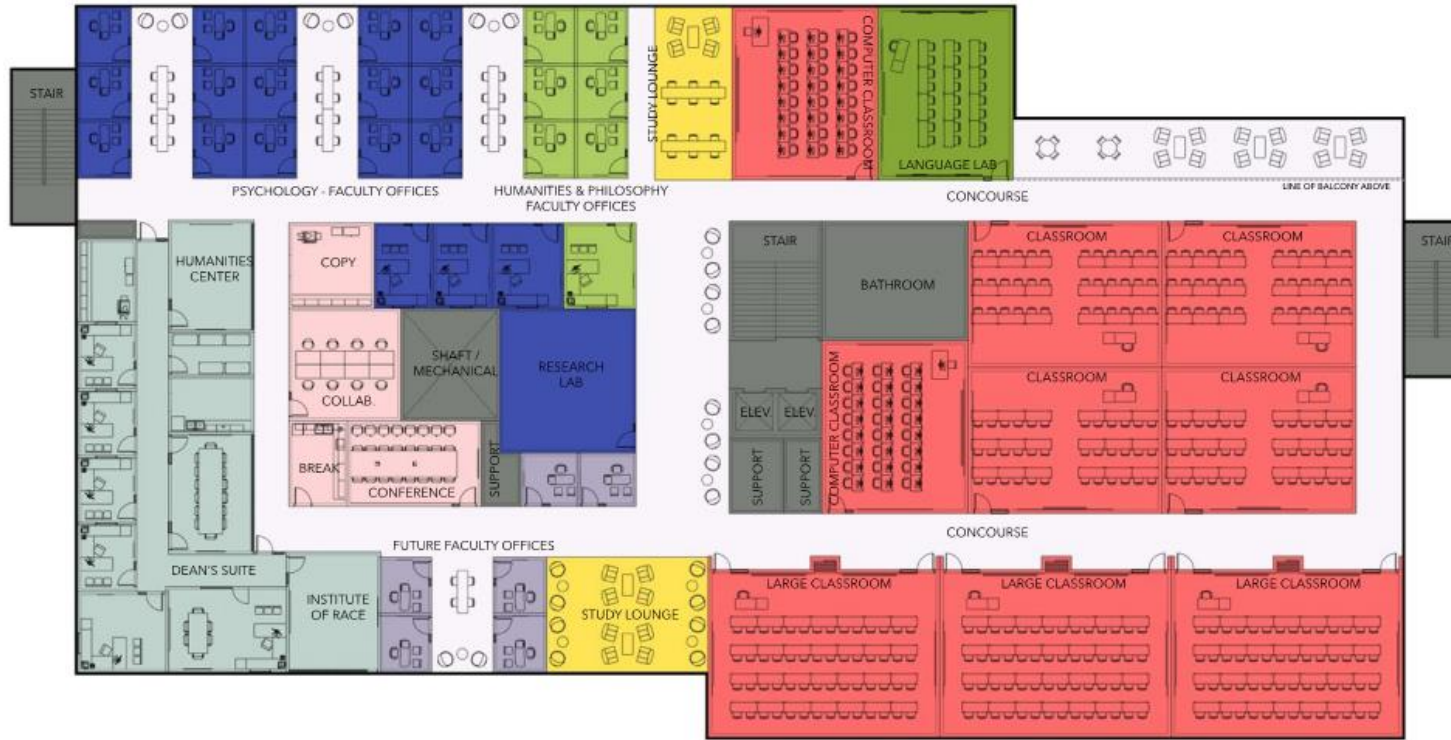 STUDY LOUNGE
COMPUTER CLASSROOM
STAIR
LANGUAGE LAB
PSYCHOLOGY - FACULTY OFFICES
HUMANITIES & PHILOSOPHY
FACULTY OFFICES
CONCOURSE
LINE OF BALCONY ABOVE
HUMANITIES
CENTER
COPY
STAIR
BATHROOM
CLASSROOM
CLASSROOM
STAIR
SHAFT /
MECHANICAL
RESEARCH
LAB
COLLAB.
ELEV.
ELEV.
COMPUTER CLASSROOM
CLASSROOM
CLASSROOM
BREAK
CONFERENCE
SUPPORT
SUPPORT
SUPPORT
FUTURE FACULTY OFFICES
CONCOURSE
DEAN'S SUITE
INSTITUTE
OF RACE
STUDY LOUNGE
LARGE CLASSROOM
LARGE CLASSROOM
LARGE CLASSROOM